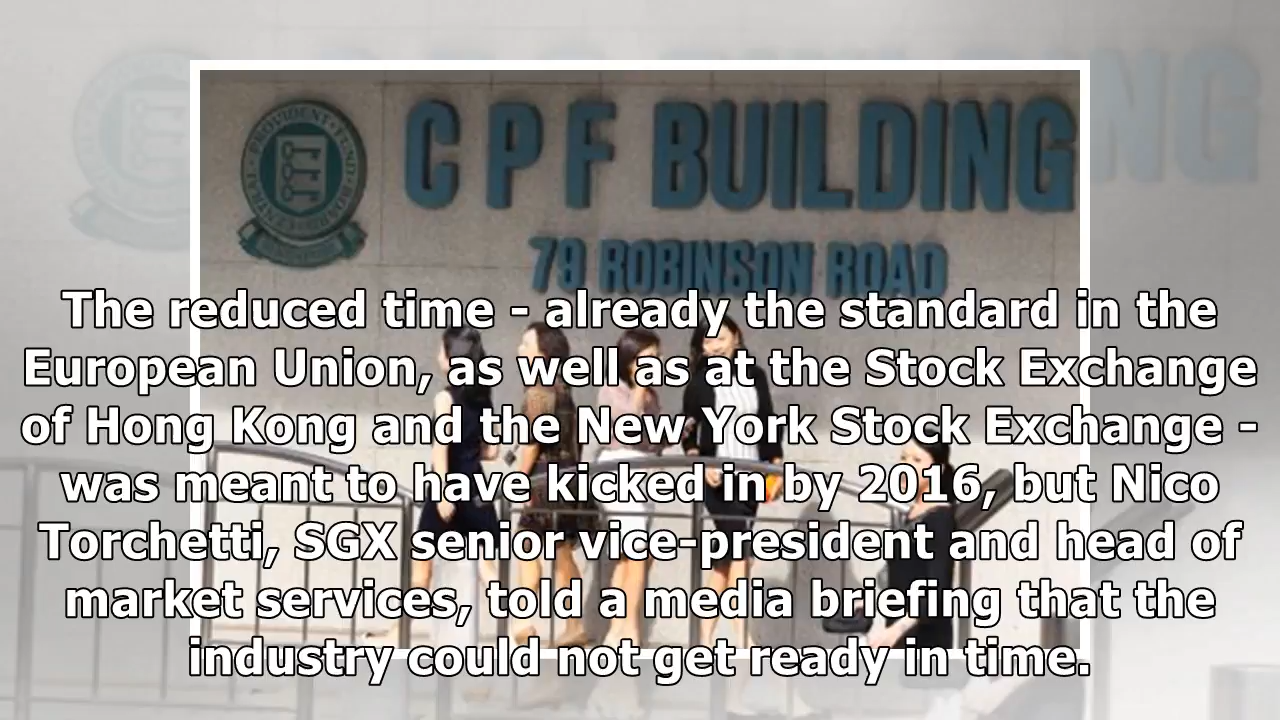 CPF BUILDING
79 ROBINSON ROAD
The reduced time - already the standard in the
European Union, as well as at the Stock Exchange
of Hong Kong and the New York Stock Exchange -
was meant to have kicked in by 2016, but Nico
Torchetti, SGX senior vice-president and head of
market services, told a media briefing that the
industry could not get ready in time.